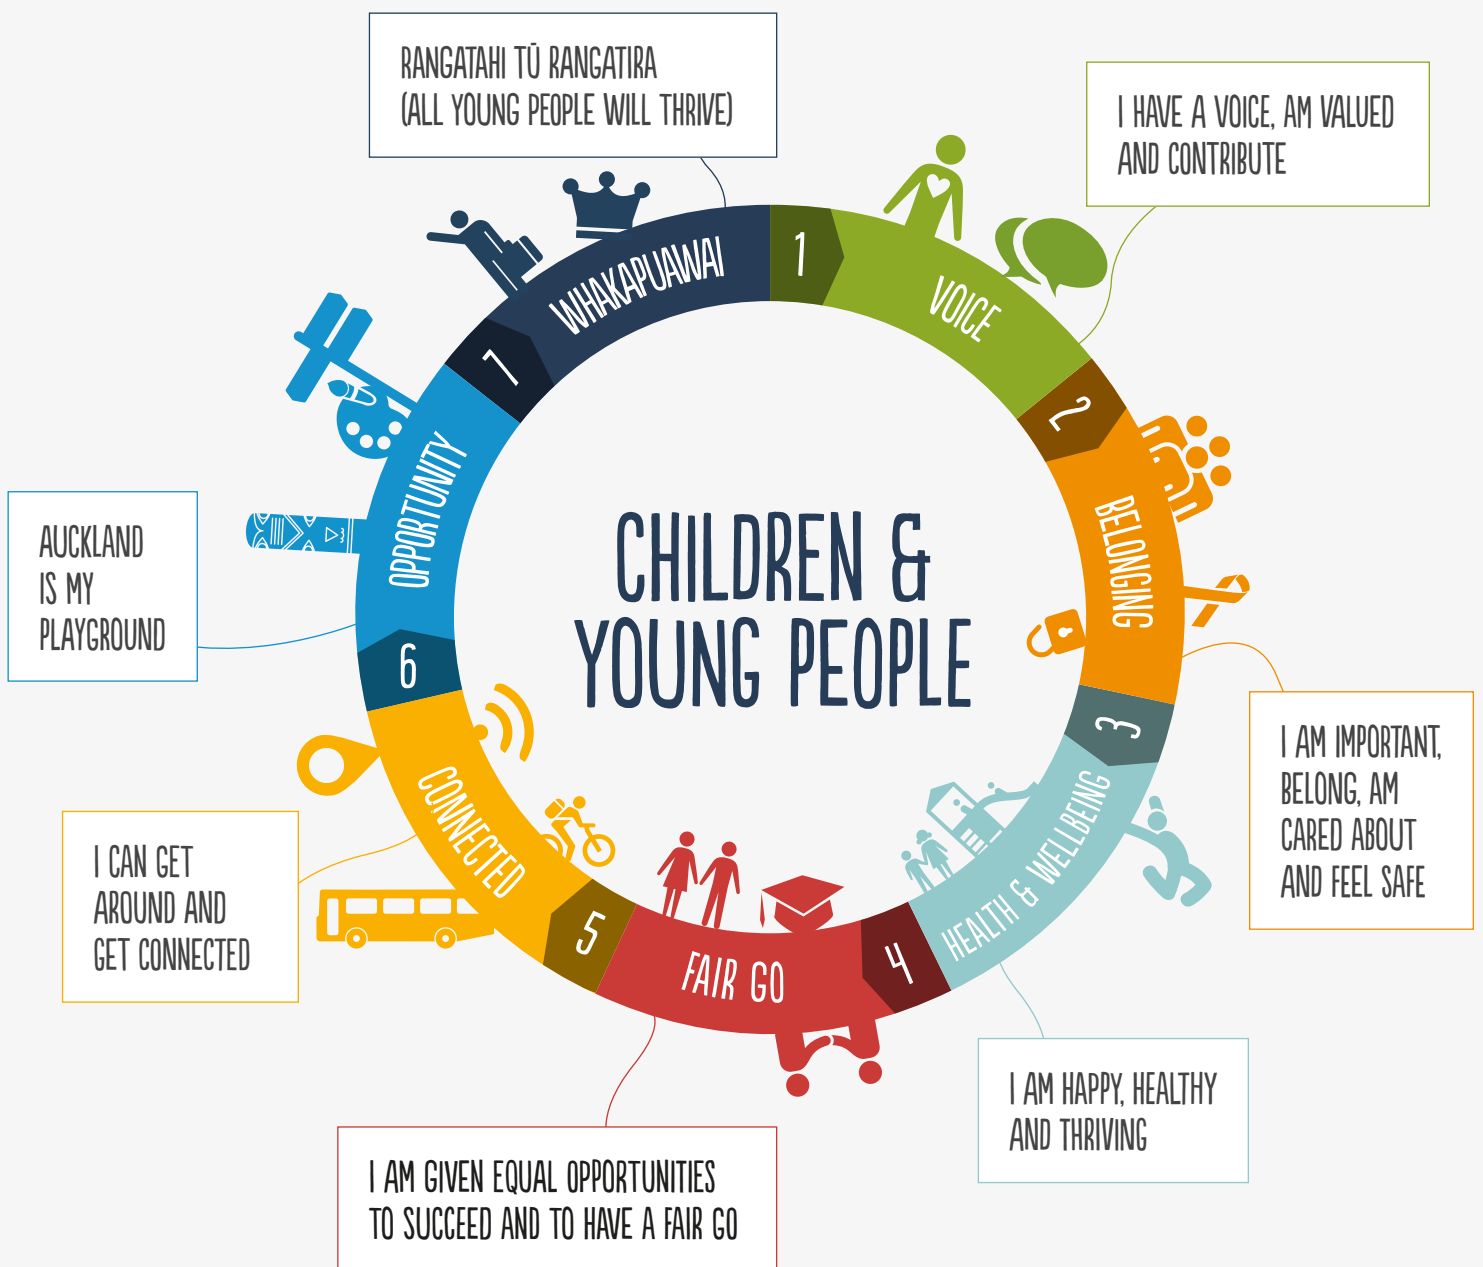 CHILDREN &
YOUNG PEOPLE
1
VOICE
I HAVE A VOICE, AM VALUED
AND CONTRIBUTE
2
BELONGING
I AM IMPORTANT,
BELONG, AM
CARED ABOUT
AND FEEL SAFE
3
HEALTH & WELLBEING
I AM HAPPY, HEALTHY
AND THRIVING
4
FAIR GO
I AM GIVEN EQUAL OPPORTUNITIES
TO SUCCEED AND TO HAVE A FAIR GO
5
CONNECTED
I CAN GET
AROUND AND
GET CONNECTED
6
OPPORTUNITY
AUCKLAND
IS MY
PLAYGROUND
7
WHAKAPUAWAI
RANGATAHI TŪ RANGATIRA
(ALL YOUNG PEOPLE WILL THRIVE)